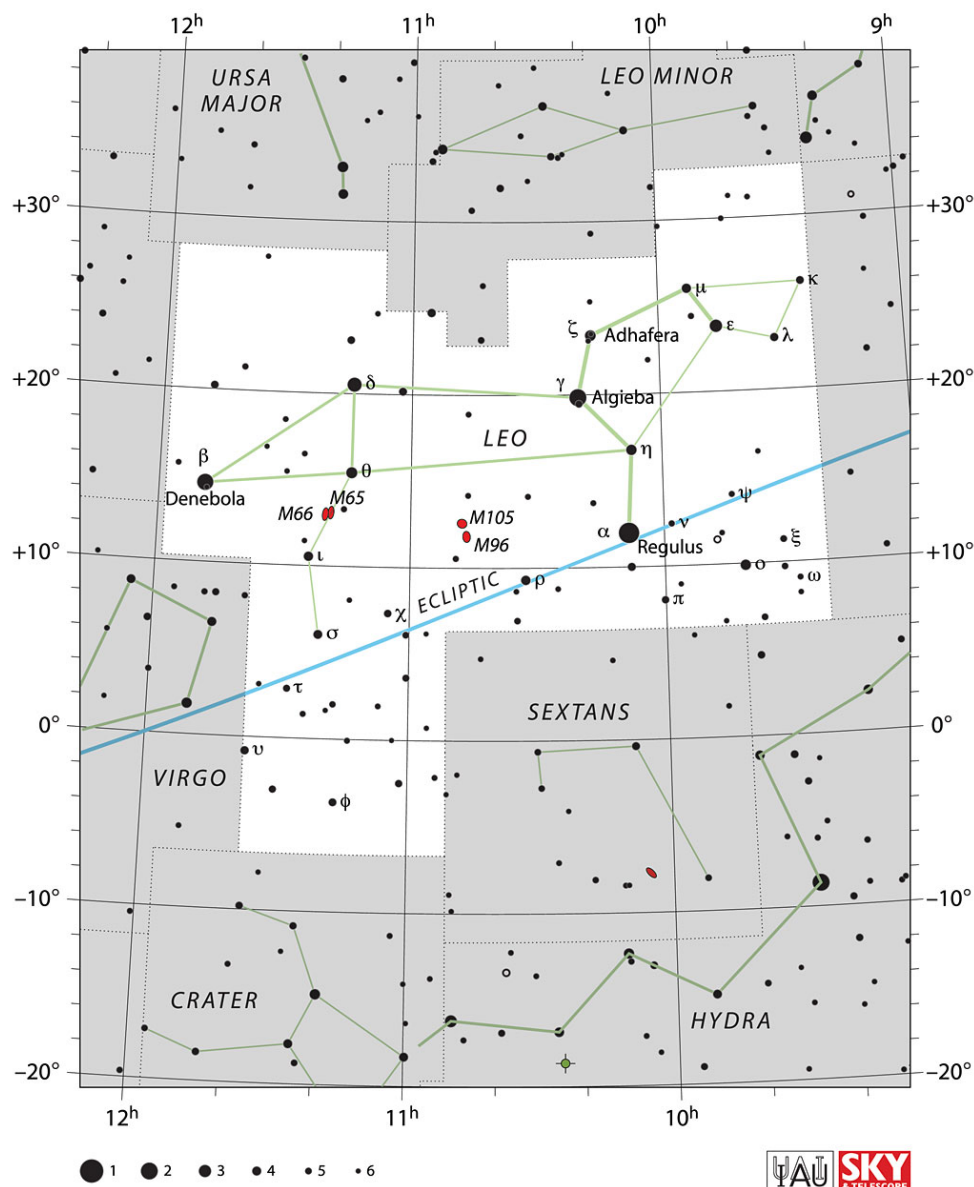 12h 11h 10h 9h
URSA
MAJOR
LEO MINOR
+30° +30°
μ κ
ζ Adhafera ε λ
+20° δ +20°
γ Algieba
LEO
β θ η
Denebola
M65
M66
M105
M96
ψ
α ν
Regulus
ξ
+10° ι +10°
ο
ω
ρ
ECLIPTIC
χ π
σ
τ
SEXTANS
0° 0°
υ
VIRGO
ϕ
-10° -10°
CRATER
HYDRA
-20° -20°
12h 11h 10h
1 2 3 4 5 6
IAU
SKY
& TELESCOPE